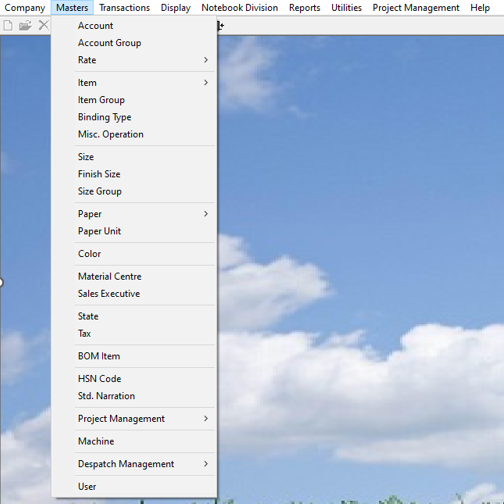 Company Masters Transactions Display Notebook Division Reports Utilities Project Management Help
Account
Account Group
Rate
Item
Item Group
Binding Type
Misc. Operation
Size
Finish Size
Size Group
Paper
Paper Unit
Color
Material Centre
Sales Executive
State
Tax
BOM Item
HSN Code
Std. Narration
Project Management
Machine
Despatch Management
User